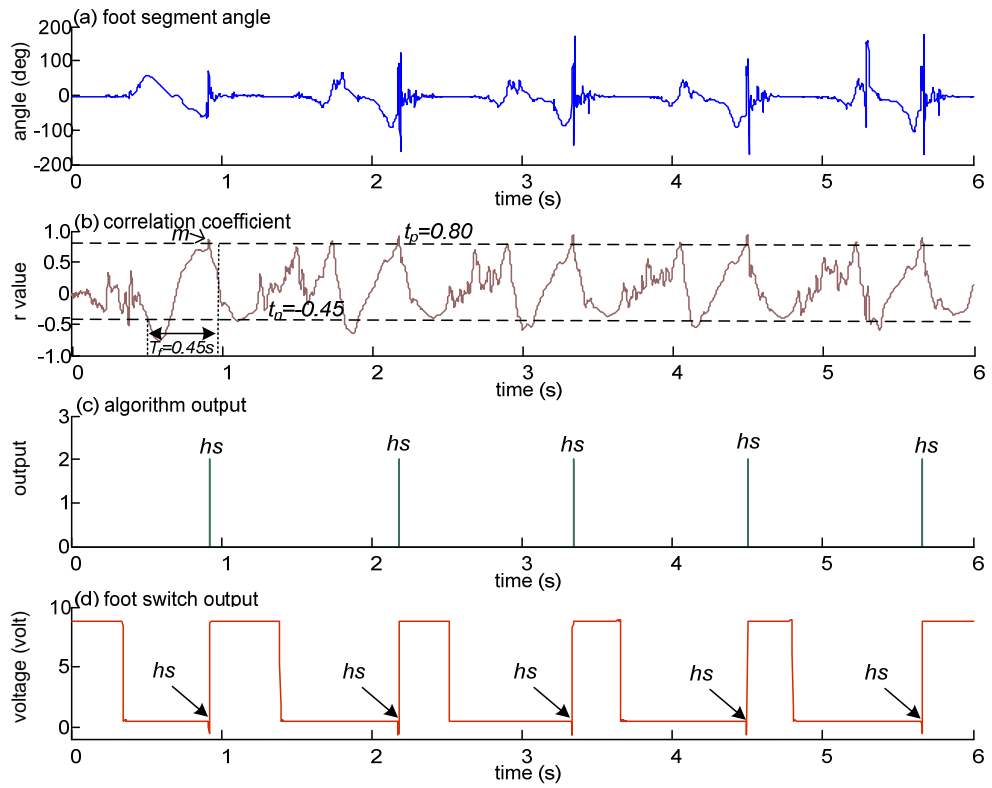 (a) foot segment angle
angle (deg)
200
100
0
-100
-200
0 1 2 3 4 5 6
time (s)
(b) correlation coefficient
r value
1.0
0.5
0
-0.5
-1.0
m
tp=0.80
tn=-0.45
Tf=0.45s
0 1 2 3 4 5 6
time (s)
(c) algorithm output
output
3
2
1
0
hs hs hs hs hs
0 1 2 3 4 5 6
time (s)
(d) foot switch output
voltage (volt)
10
5
0
hs hs hs hs hs
0 1 2 3 4 5 6
time (s)